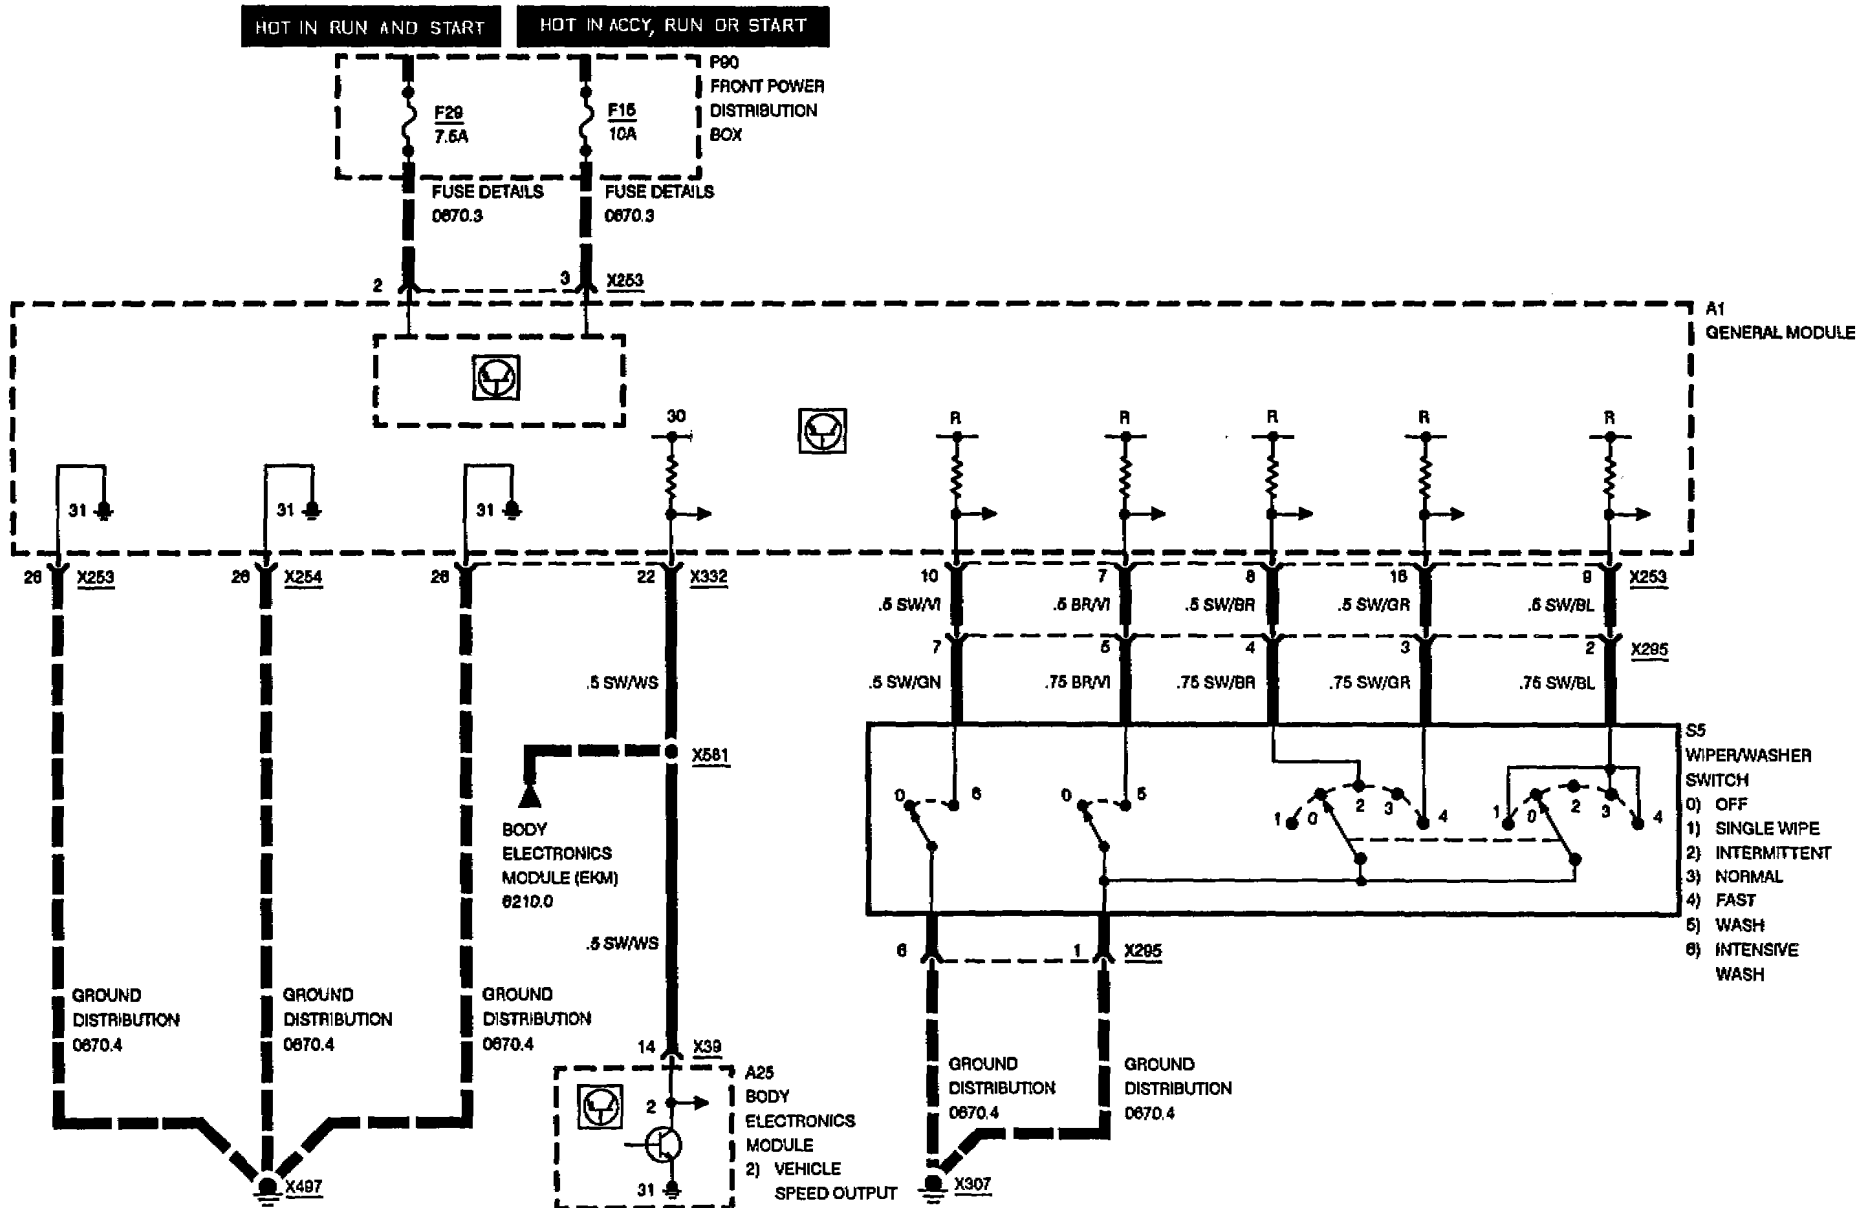 HOT IN RUN AND START
HOT IN ACCY, RUN OR START
P90
FRONT POWER
DISTRIBUTION
BOX
F29
7.5A
F15
10A
FUSE DETAILS
0670.3
FUSE DETAILS
0670.3
2
3
X253
A1
GENERAL MODULE
30
R
R
R
R
R
31
31
31
26
X253
26
X254
26
22
X332
10
7
8
16
9
X253
.5 SW/VI
.5 BR/VI
.5 SW/BR
.5 SW/GR
.5 SW/BL
7
5
4
3
2
X295
.5 SW/WS
.5 SW/GN
.75 BR/VI
.75 SW/BR
.75 SW/GR
.75 SW/BL
X581
S5
WIPER/WASHER
SWITCH
0) OFF
1) SINGLE WIPE
2) INTERMITTENT
3) NORMAL
4) FAST
5) WASH
6) INTENSIVE
WASH
0
6
0
5
1
0
2
3
4
1
0
2
3
4
BODY
ELECTRONICS
MODULE (EKM)
6210.0
.5 SW/WS
6
1
X295
GROUND
DISTRIBUTION
0670.4
GROUND
DISTRIBUTION
0670.4
GROUND
DISTRIBUTION
0670.4
14
X39
A25
BODY
ELECTRONICS
MODULE
2) VEHICLE
SPEED OUTPUT
2
31
GROUND
DISTRIBUTION
0670.4
GROUND
DISTRIBUTION
0670.4
X497
X307